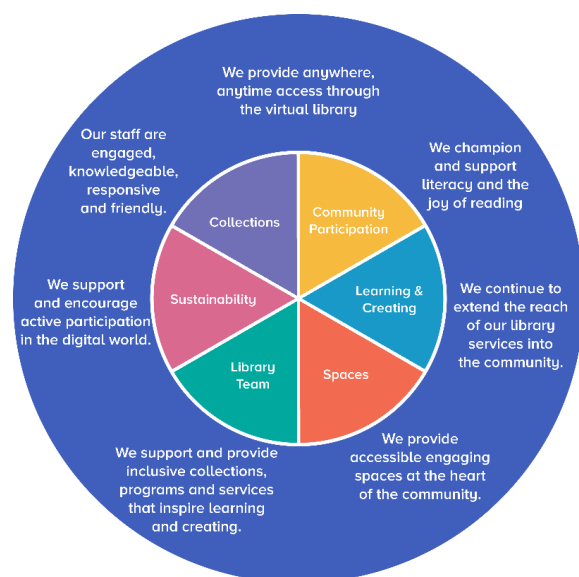 We provide anywhere,
anytime access through
the virtual library
We champion
and support
literacy and the
joy of reading
We continue to
extend the reach
of our library
services into
the community.
We provide
accessible engaging
spaces at the heart
of the community.
We support and provide
inclusive collections,
programs and services
that inspire learning
and creating.
We support
and encourage
active participation
in the digital world.
Our staff are
engaged,
knowledgeable,
responsive
and friendly.
Community
Participation
Learning &
Creating
Spaces
Library
Team
Sustainability
Collections